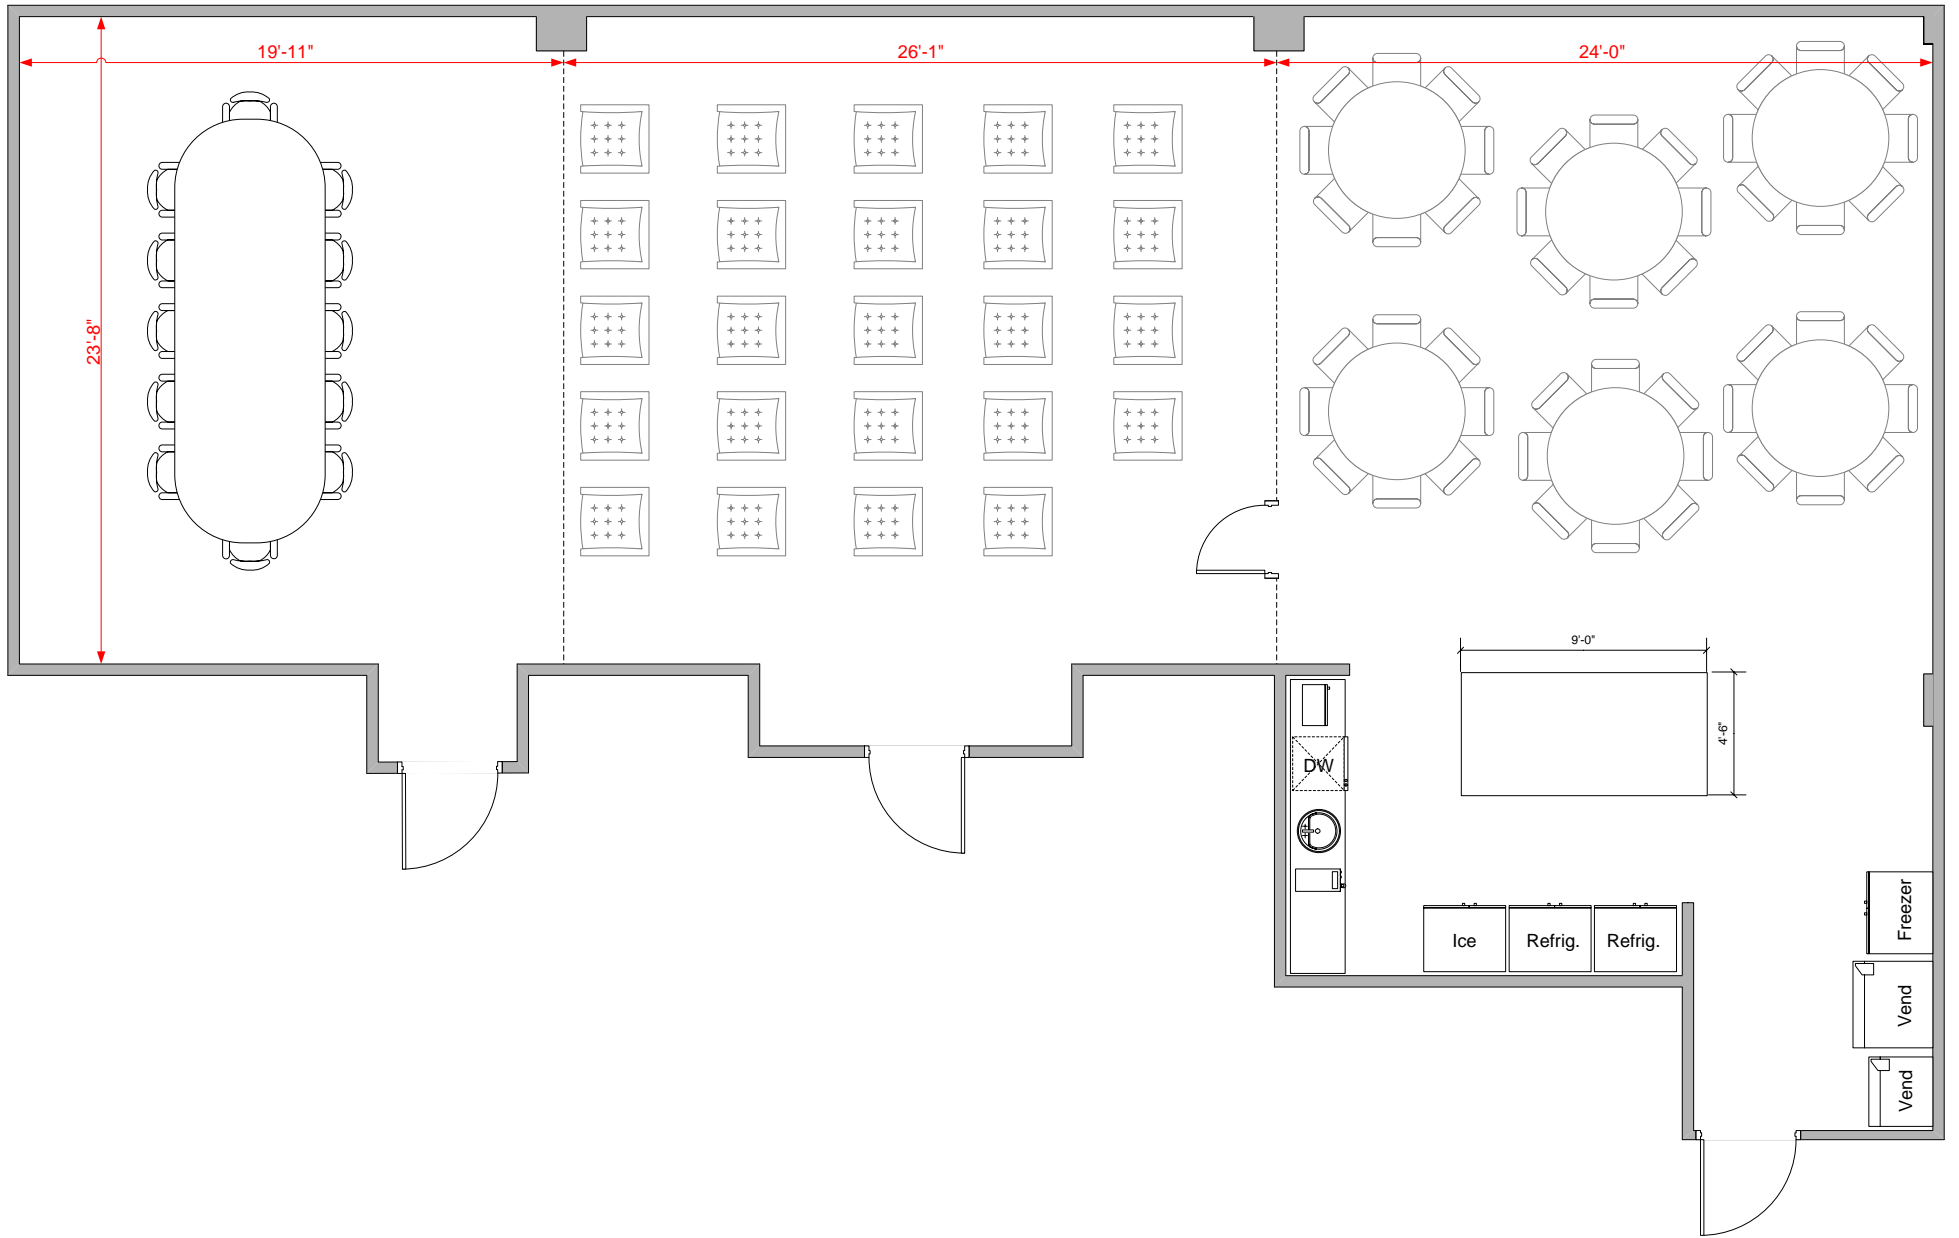 19'-11"
26'-1"
24'-0"
23'-8"
9'-0"
4'-6"
DW
Freezer
Ice
Refrig.
Refrig.
Vend
Vend